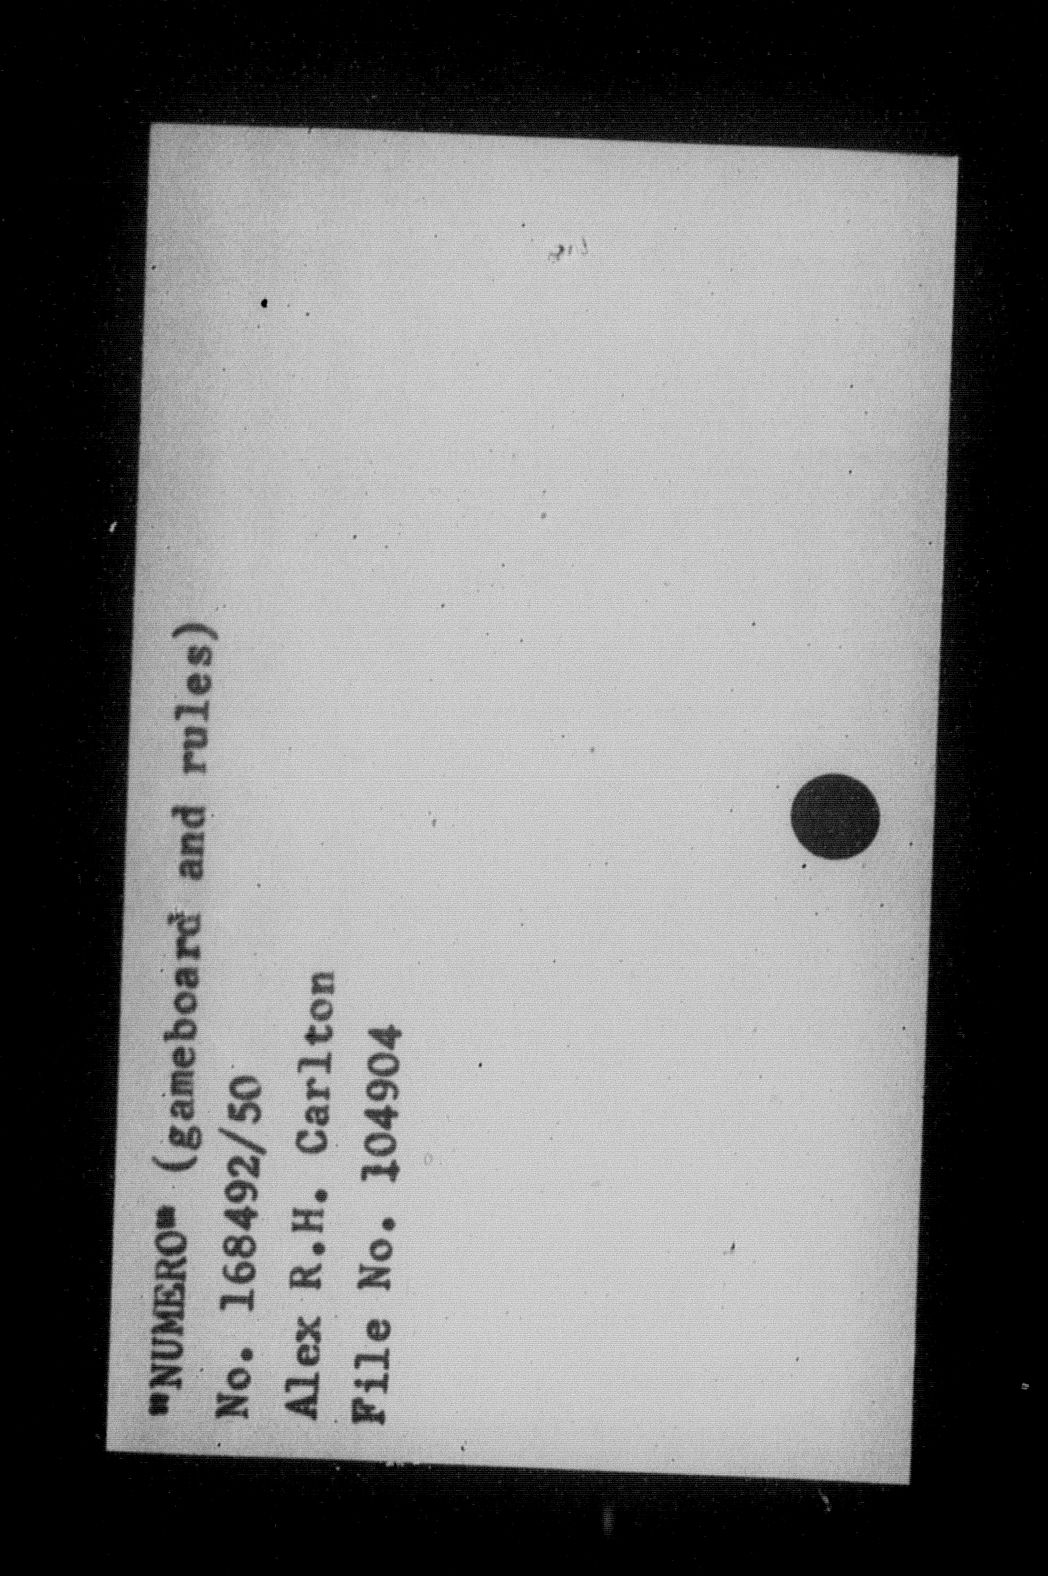 "NUMERO" (gameboard and rules)
No. 168492/50
Alex R.H. Carlton
File No. 104904